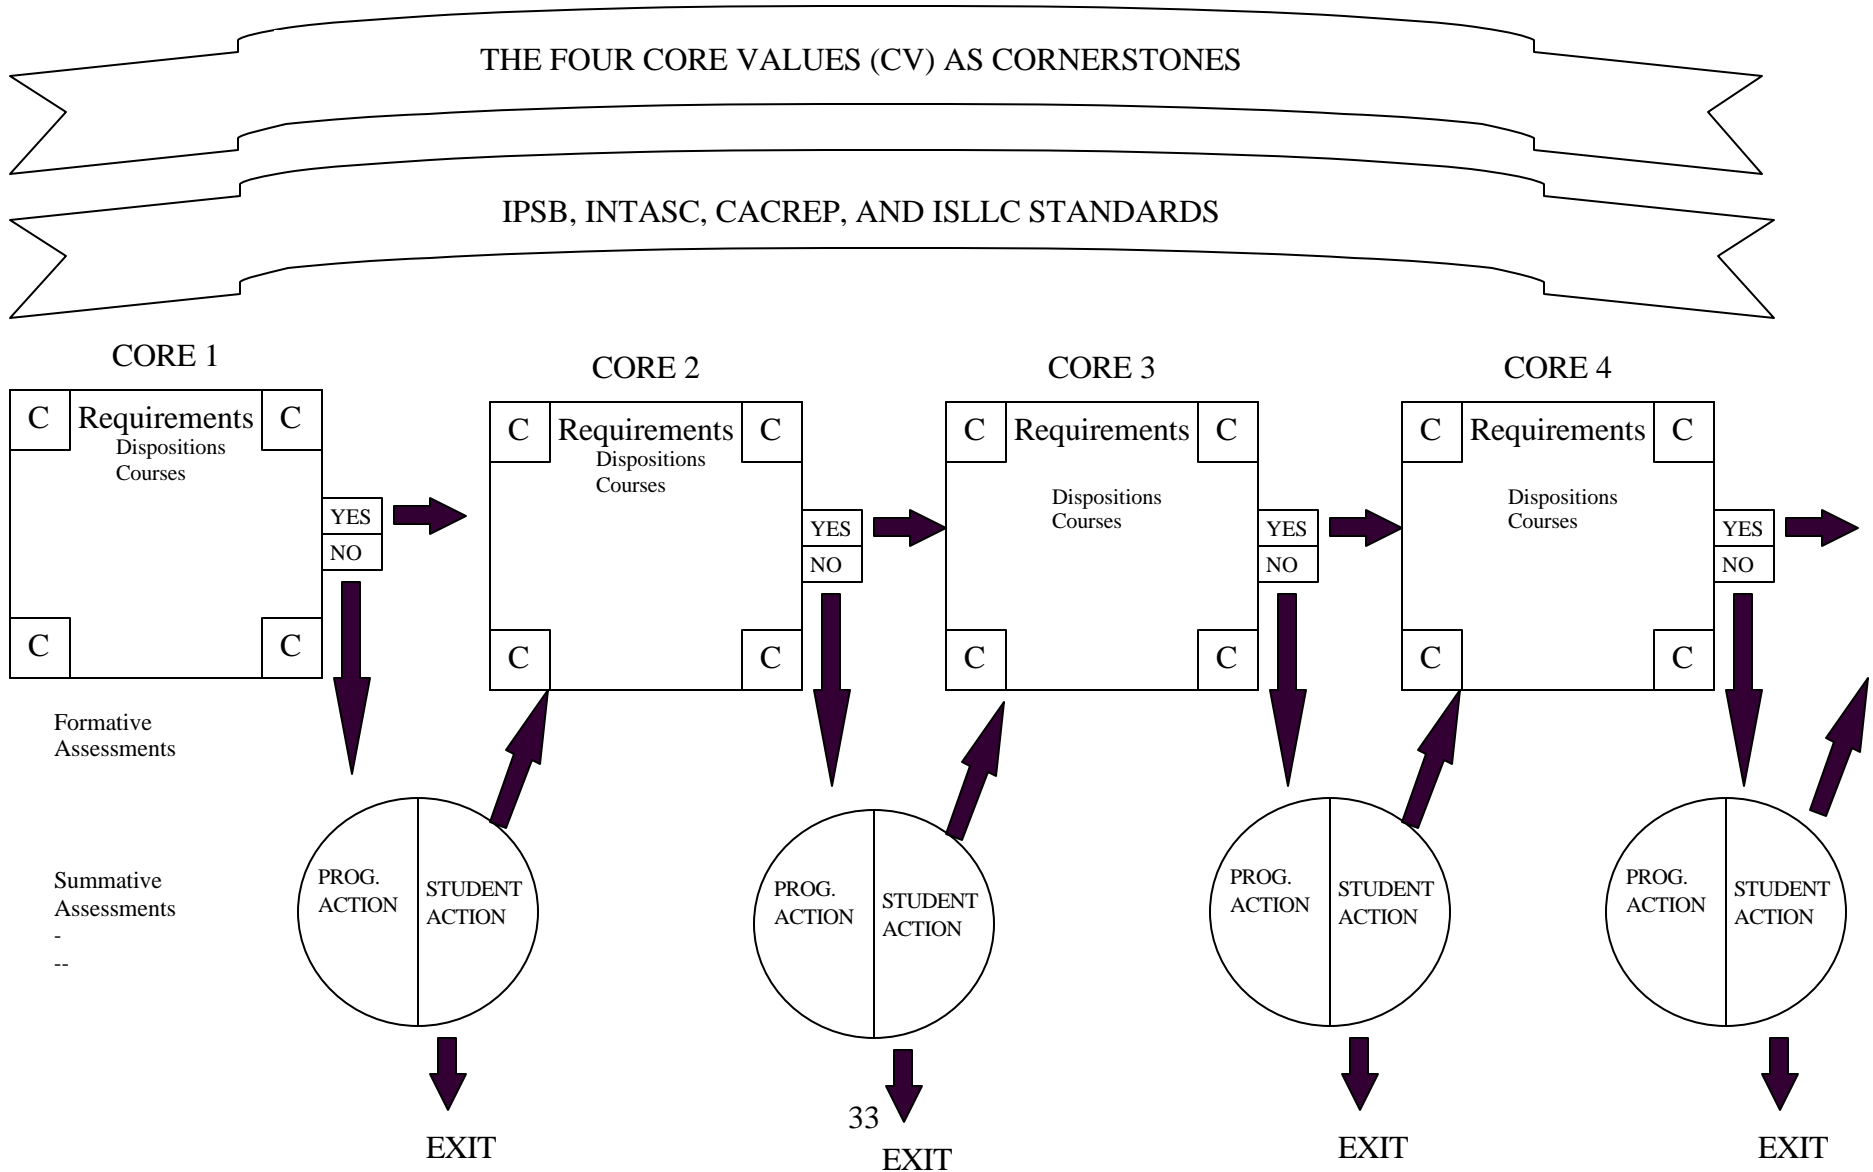 THE FOUR CORE VALUES (CV) AS CORNERSTONES
IPSB, INTASC, CACREP, AND ISLLC STANDARDS
CORE 1
C Requirements C
Dispositions
Courses
YES
NO
C C
CORE 2
C Requirements C
Dispositions
Courses
YES
NO
C C
CORE 3
C Requirements C
Dispositions
Courses
YES
NO
C C
CORE 4
C Requirements C
Dispositions
Courses
YES
NO
C C
Formative
Assessments
Summative
Assessments
-
--
PROG.
ACTION
STUDENT
ACTION
EXIT
PROG.
ACTION
STUDENT
ACTION
33
EXIT
PROG.
ACTION
STUDENT
ACTION
EXIT
PROG.
ACTION
STUDENT
ACTION
EXIT